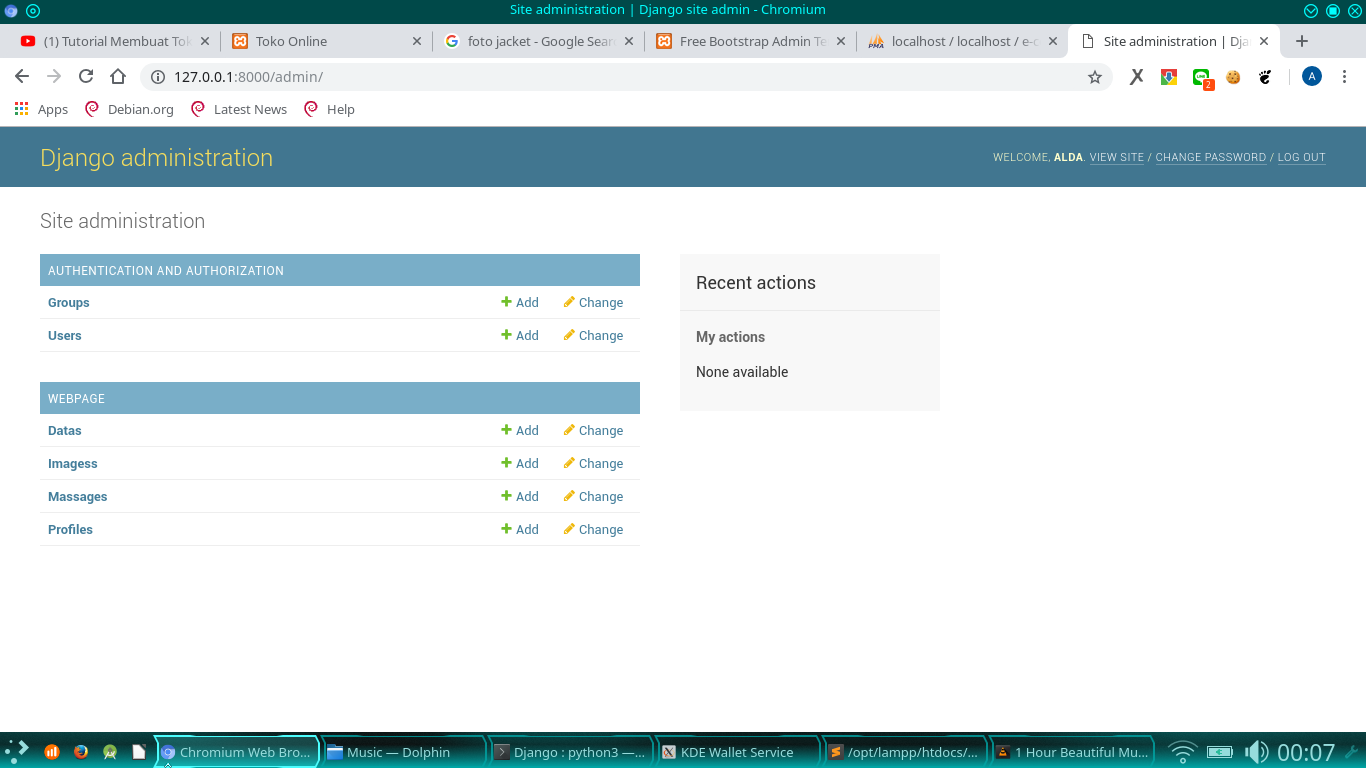 Site administration | Django site admin - Chromium
(1) Tutorial Membuat Tok
Toko Online
foto jacket - Google Sear
Free Bootstrap Admin Te
localhost / localhost / e-c
Site administration | Dja
127.0.0.1:8000/admin/
2
A
Apps
Debian.org
Latest News
Help
Django administration
WELCOME, ALDA. VIEW SITE / CHANGE PASSWORD / LOG OUT
Site administration
AUTHENTICATION AND AUTHORIZATION
Groups Add Change
Users Add Change
WEBPAGE
Datas Add Change
Imagess Add Change
Massages Add Change
Profiles Add Change
Recent actions
My actions
None available
Chromium Web Bro...
Music — Dolphin
Django : python3 —...
KDE Wallet Service
/opt/lampp/htdocs/...
1 Hour Beautiful Mu...
00:07